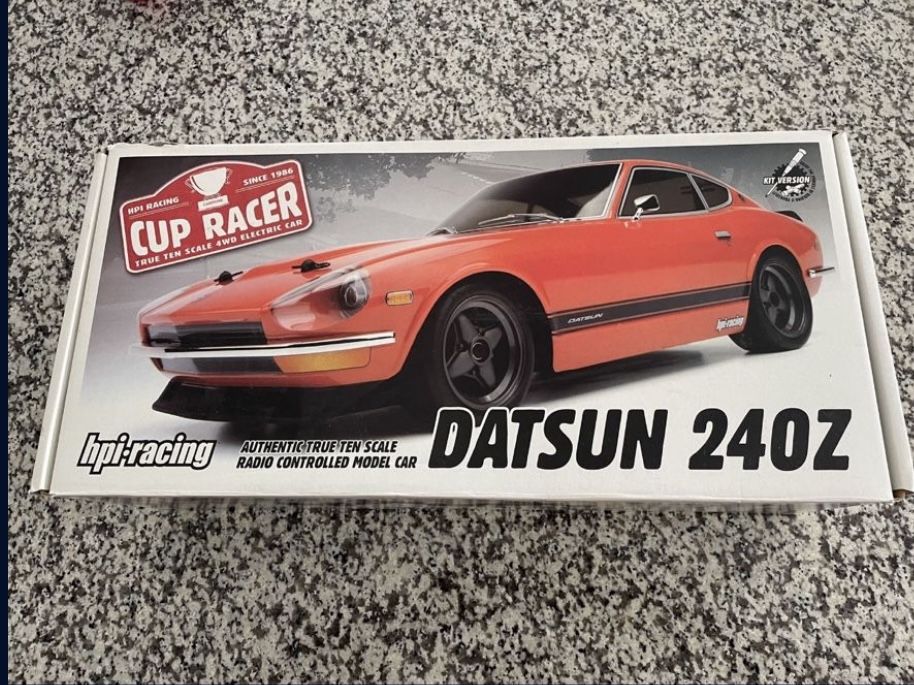 HPI RACING
SINCE 1986
CUP RACER
TRUE TEN SCALE 4WD ELECTRIC CAR
KIT VERSION
DATSUN
hpi-racing
hpi-racing
AUTHENTIC TRUE TEN SCALE
RADIO CONTROLLED MODEL CAR
DATSUN 240Z